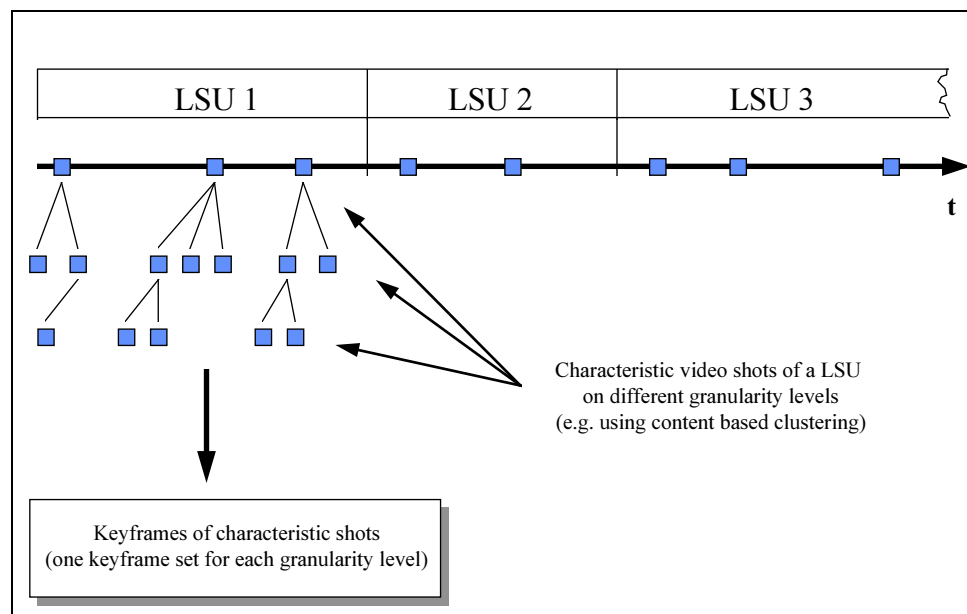 LSU 1
LSU 2
LSU 3
t
Characteristic video shots of a LSU
on different granularity levels
(e.g. using content based clustering)
Keyframes of characteristic shots
(one keyframe set for each granularity level)